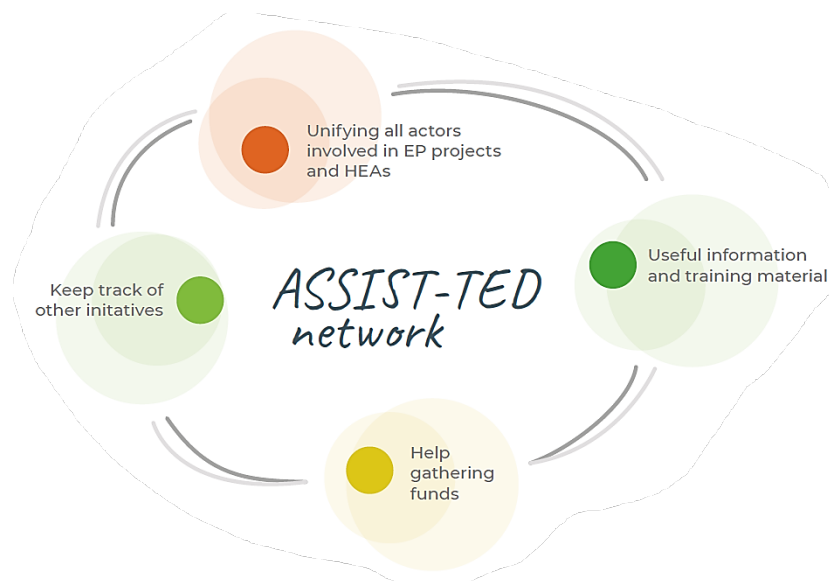 Unifying all actors
involved in EP projects
and HEAs
Useful information
and training material
Keep track of
other initatives
ASSIST-TED
network
Help
gathering
funds